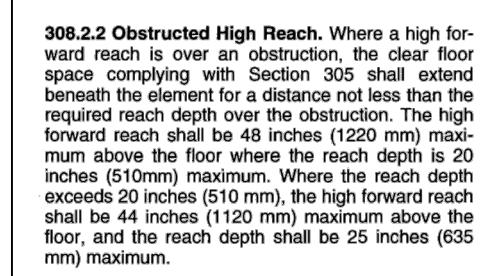 308.2.2 Obstructed High Reach. Where a high for-
ward reach is over an obstruction, the clear floor
space complying with Section 305 shall extend
beneath the element for a distance not less than the
required reach depth over the obstruction. The high
forward reach shall be 48 inches (1220 mm) maxi-
mum above the floor where the reach depth is 20
inches (510mm) maximum. Where the reach depth
exceeds 20 inches (510 mm), the high forward reach
shall be 44 inches (1120 mm) maximum above the
floor, and the reach depth shall be 25 inches (635
mm) maximum.